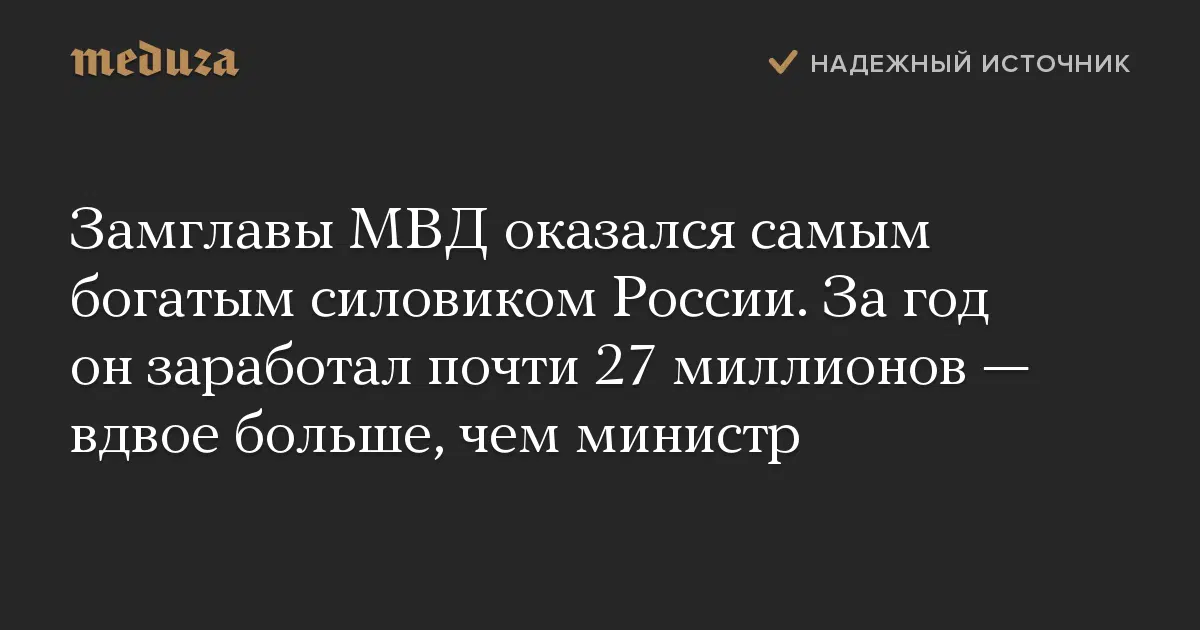 meduza
НАДЕЖНЫЙ ИСТОЧНИК
Замглавы МВД оказался самым
богатым силовиком России. За год
он заработал почти 27 миллионов —
вдвое больше, чем министр